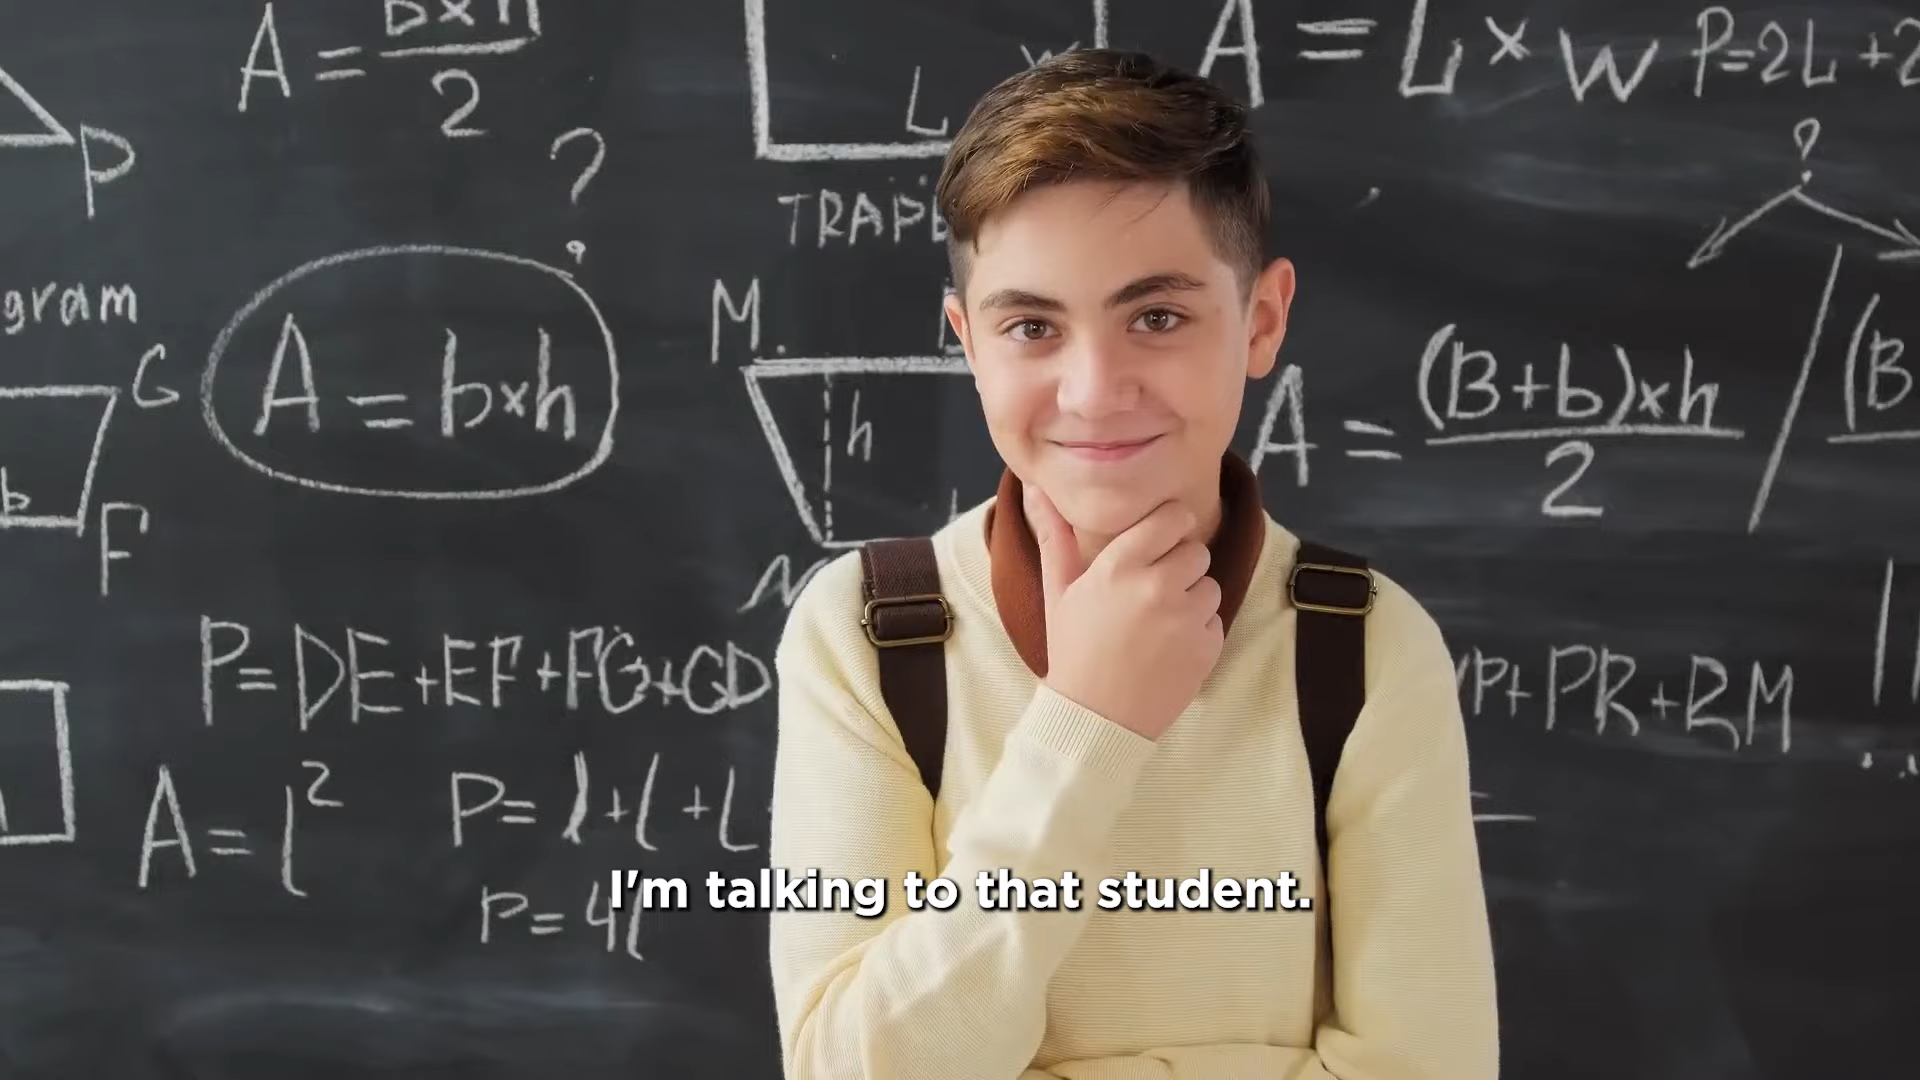 A = b×h / 2
L
A = L × W P=2L+2
P
?
?
TRAPE
gram
M
A = b×h
G
h
A = (B+b)×h / 2
(B
b
F
P=DE+EF+FG+GD
P+PR+RM
A = l²
P= l+l+L
P=4l
I'm talking to that student.